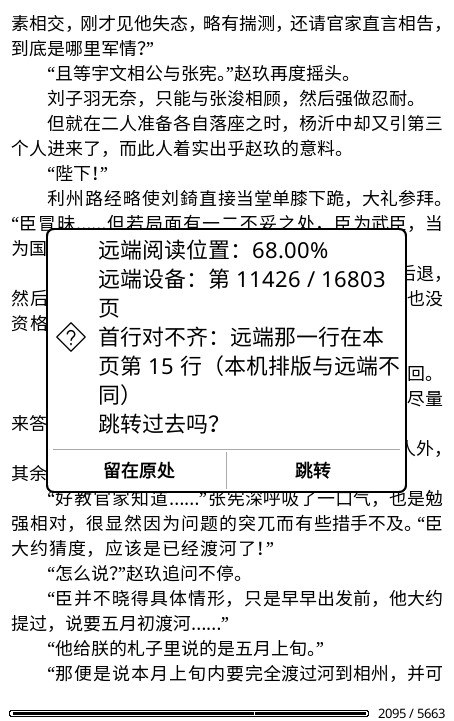 素相交，刚才见他失态，略有揣测，还请官家直言相告，
到底是哪里军情？”
“且等宇文相公与张宪。”赵玖再度摇头。
刘子羽无奈，只能与张浚相顾，然后强做忍耐。
但就在二人准备各自落座之时，杨沂中却又引第三
个人进来了，而此人着实出乎赵玖的意料。
“陛下！”
利州路经略使刘錡直接当堂单膝下跪，大礼参拜。
“臣冒昧……但若局面有一二不妥之处，臣为武臣，当
为国
后退，
然后
也没
资格
回。
尽量
来答
人外，
其余
远端阅读位置：68.00%
远端设备：第 11426 / 16803
页
首行对不齐：远端那一行在本
页第 15 行（本机排版与远端不
同）
跳转过去吗？
留在原处
跳转
“好教官家知道……”张宪深呼吸了一口气，也是勉
强相对，很显然因为问题的突兀而有些措手不及。“臣
大约猜度，应该是已经渡河了！”
“怎么说？”赵玖追问不停。
“臣并不晓得具体情形，只是早早出发前，他大约
提过，说要五月初渡河……”
“他给朕的札子里说的是五月上旬。”
“那便是说本月上旬内要完全渡过河到相州，并可
2095 / 5663